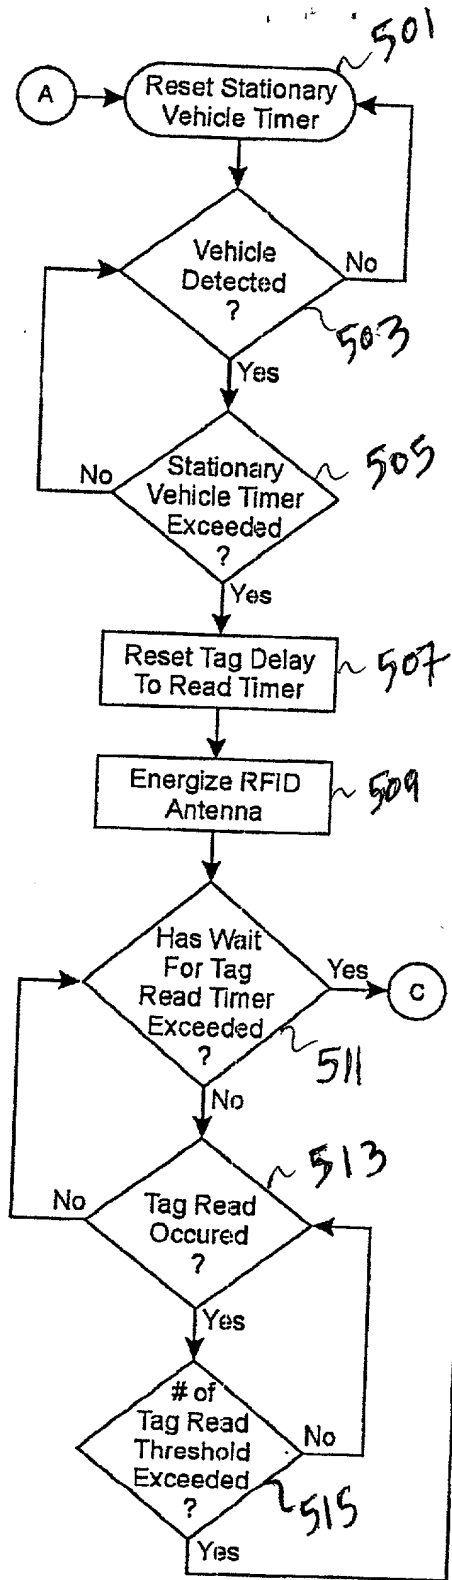 501
A
Reset Stationary
Vehicle Timer
Vehicle
Detected
?
No
503
Yes
Stationary
Vehicle Timer
Exceeded
?
No
505
Yes
Reset Tag Delay
To Read Timer
507
Energize RFID
Antenna
509
Has Wait
For Tag
Read Timer
Exceeded
?
Yes
C
511
No
513
Tag Read
Occured
?
No
Yes
# of
Tag Read
Threshold
Exceeded
?
No
515
Yes